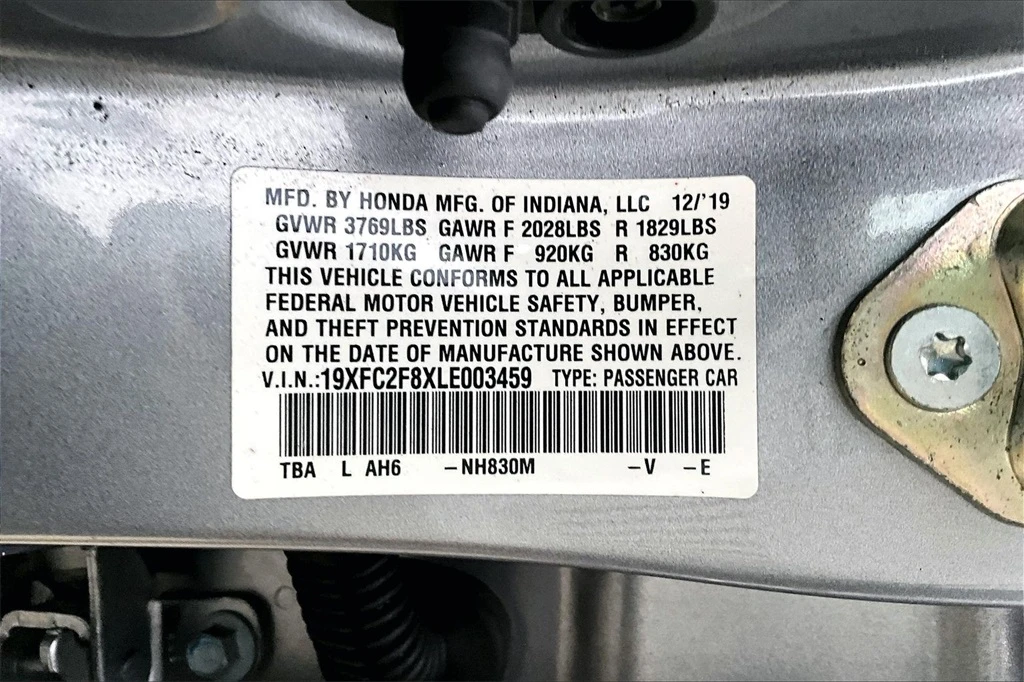 MFD. BY HONDA MFG. OF INDIANA, LLC 12/'19
GVWR 3769LBS GAWR F 2028LBS R 1829LBS
GVWR 1710KG GAWR F 920KG R 830KG
THIS VEHICLE CONFORMS TO ALL APPLICABLE
FEDERAL MOTOR VEHICLE SAFETY, BUMPER,
AND THEFT PREVENTION STANDARDS IN EFFECT
ON THE DATE OF MANUFACTURE SHOWN ABOVE.
V.I.N.:19XFC2F8XLE003459 TYPE: PASSENGER CAR
TBA L AH6 –NH830M –V –E